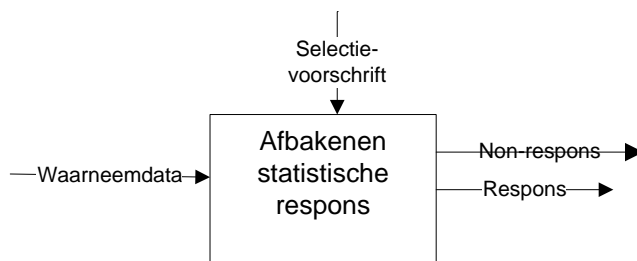 Selectie-
voorschrift
Afbakenen
statistische
respons
Waarneemdata
Non-respons
Respons